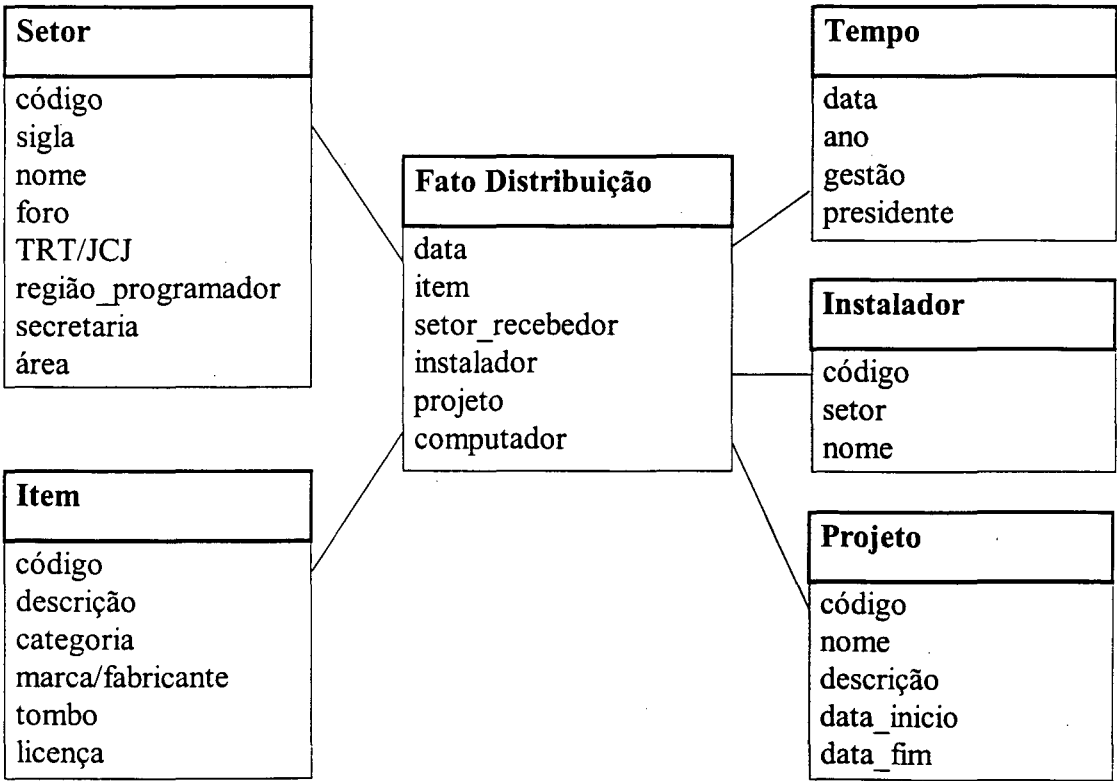 Setor
código
sigla
nome
foro
TRT/JCJ
região_programador
secretaria
área
Item
código
descrição
categoria
marca/fabricante
tombo
licença
Fato Distribuição
data
item
setor_recebedor
instalador
projeto
computador
Tempo
data
ano
gestão
presidente
Instalador
código
setor
nome
Projeto
código
nome
descrição
data_inicio
data_fim